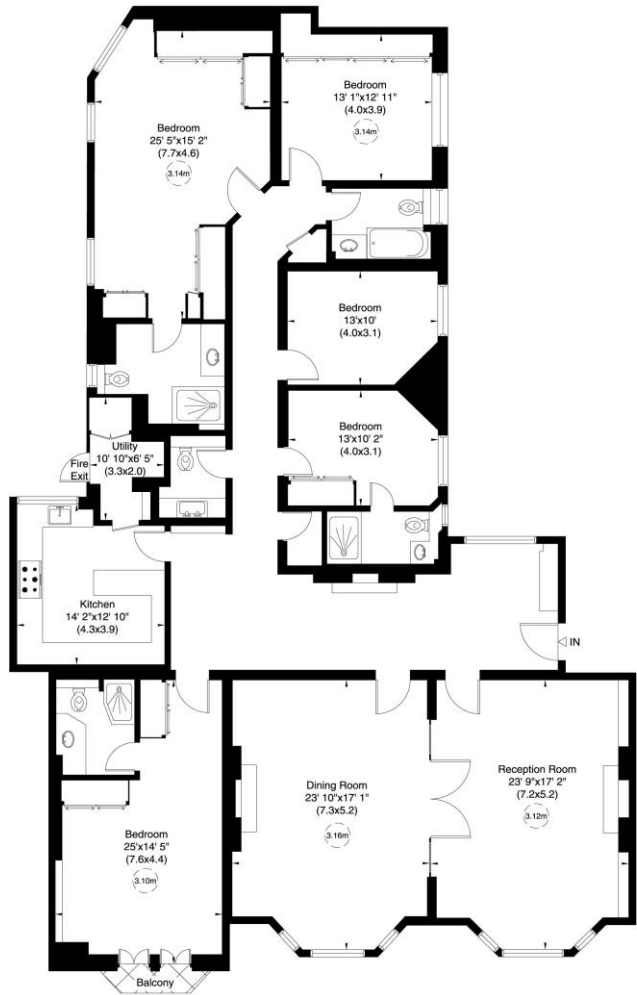 Bedroom
13' 1"x12' 11"
(4.0x3.9)
3.14m
Bedroom
25' 5"x15' 2"
(7.7x4.6)
3.14m
Bedroom
13'x10'
(4.0x3.1)
Bedroom
13'x10' 2"
(4.0x3.1)
Utility
10' 10"x6' 5"
(3.3x2.0)
Fire
Exit
Kitchen
14' 2"x12' 10"
(4.3x3.9)
IN
Dining Room
23' 10"x17' 1"
(7.3x5.2)
3.16m
Reception Room
23' 9"x17' 2"
(7.2x5.2)
3.12m
Bedroom
25'x14' 5"
(7.6x4.4)
3.10m
Balcony